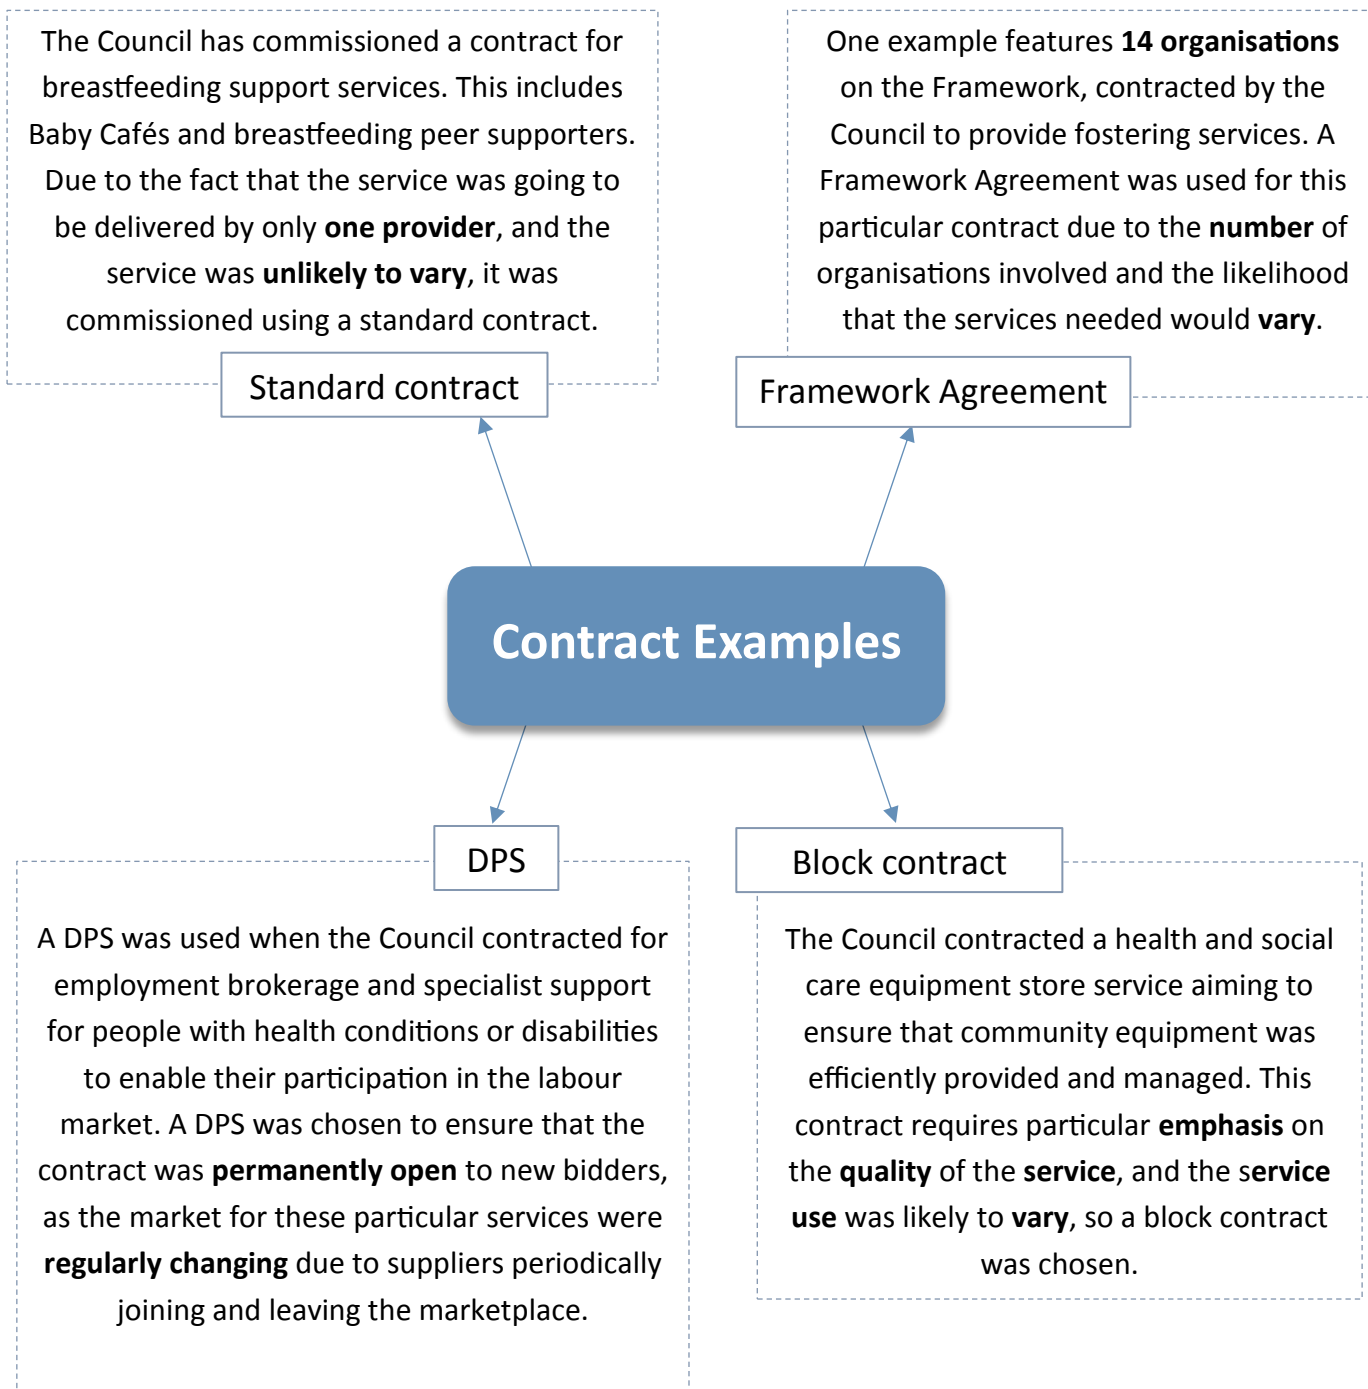 The Council has commissioned a contract for
breastfeeding support services. This includes
Baby Cafés and breastfeeding peer supporters.
Due to the fact that the service was going to
be delivered by only one provider, and the
service was unlikely to vary, it was
commissioned using a standard contract.
Standard contract
One example features 14 organisations
on the Framework, contracted by the
Council to provide fostering services. A
Framework Agreement was used for this
particular contract due to the number of
organisations involved and the likelihood
that the services needed would vary.
Framework Agreement
Contract Examples
DPS
A DPS was used when the Council contracted for
employment brokerage and specialist support
for people with health conditions or disabilities
to enable their participation in the labour
market. A DPS was chosen to ensure that the
contract was permanently open to new bidders,
as the market for these particular services were
regularly changing due to suppliers periodically
joining and leaving the marketplace.
Block contract
The Council contracted a health and social
care equipment store service aiming to
ensure that community equipment was
efficiently provided and managed. This
contract requires particular emphasis on
the quality of the service, and the service
use was likely to vary, so a block contract
was chosen.